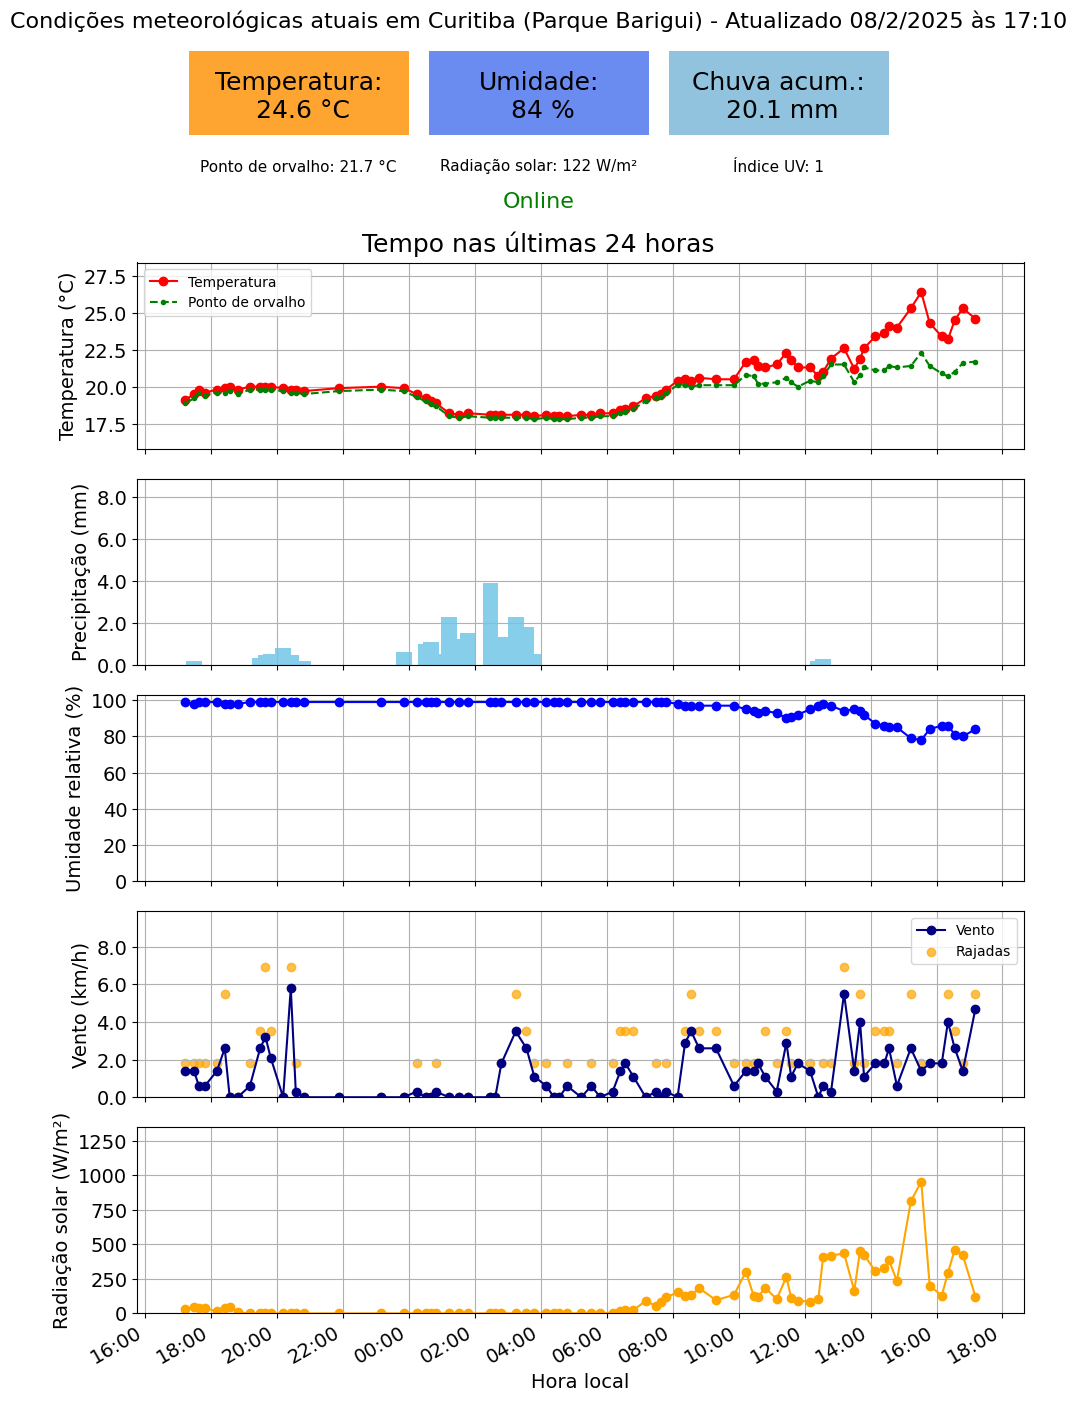 Condições meteorológicas atuais em Curitiba (Parque Barigui) - Atualizado 08/2/2025 às 17:10
Temperatura:
24.6 °C
Umidade:
84 %
Chuva acum.:
20.1 mm
Ponto de orvalho: 21.7 °C
Radiação solar: 122 W/m²
Índice UV: 1
Online
Tempo nas últimas 24 horas
Temperatura (°C)
27.5
25.0
22.5
20.0
17.5
Temperatura
Ponto de orvalho
Precipitação (mm)
8.0
6.0
4.0
2.0
0.0
Umidade relativa (%)
100
80
60
40
20
0
Vento (km/h)
8.0
6.0
4.0
2.0
0.0
Vento
Rajadas
Radiação solar (W/m²)
1250
1000
750
500
250
0
16:00
18:00
20:00
22:00
00:00
02:00
04:00
06:00
08:00
10:00
12:00
14:00
16:00
18:00
Hora local